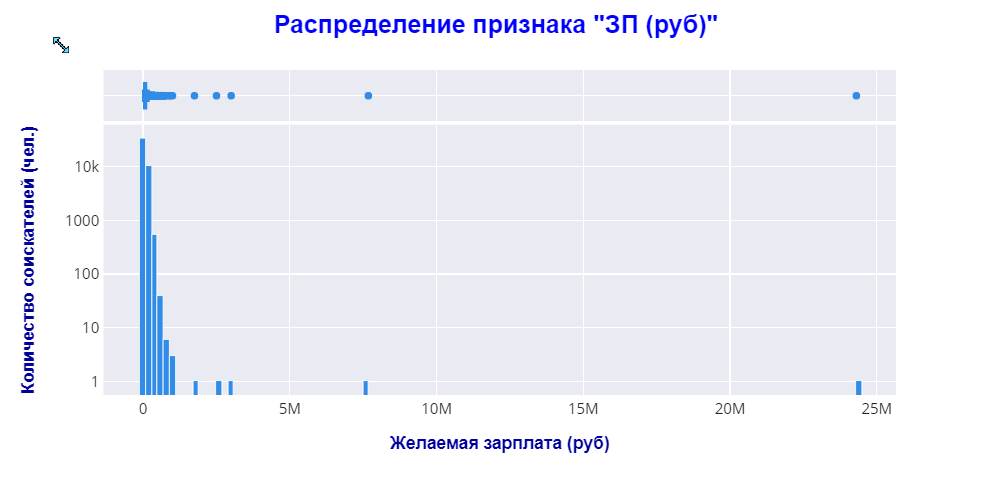 Распределение признака "ЗП (руб)"
Количество соискателей (чел.)
10k
1000
100
10
1
0 5M 10M 15M 20M 25M
Желаемая зарплата (руб)